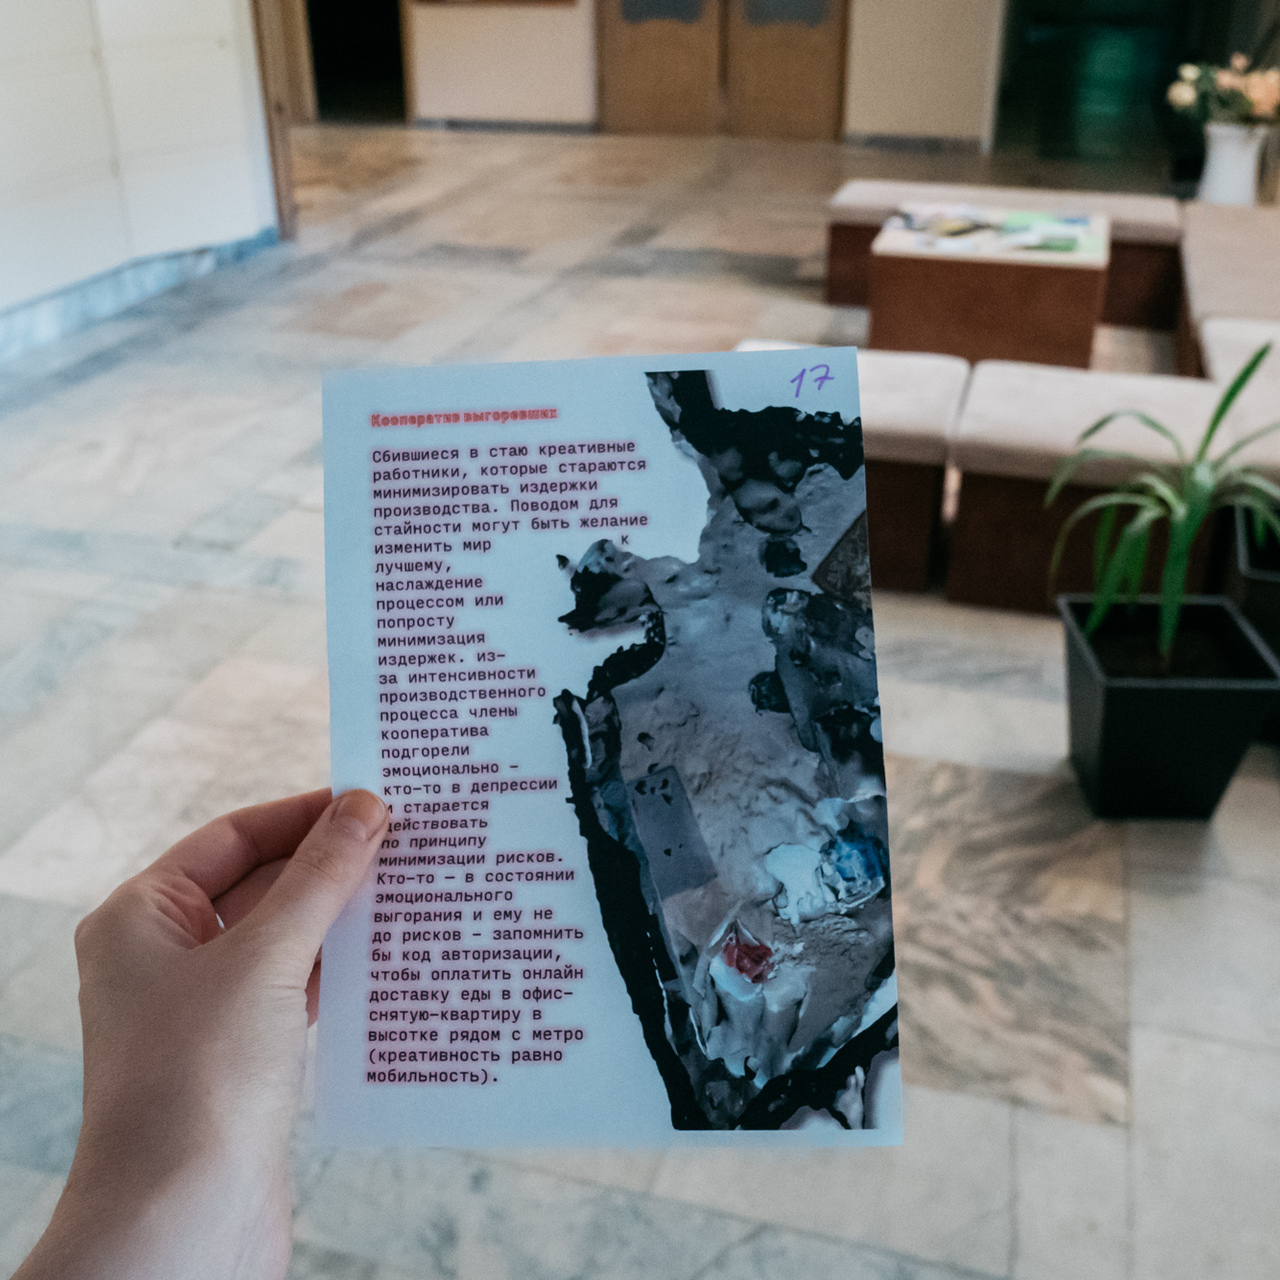 17
Кооператив выгоревших
Сбившиеся в стаю креативные
работники, которые стараются
минимизировать издержки
производства. Поводом для
стайности могут быть желание
изменить мир к
лучшему,
наслаждение
процессом или
попросту
минимизация
издержек. из-
за интенсивности
производственного
процесса члены
кооператива
подгорели
эмоционально –
кто-то в депрессии
и старается
действовать
по принципу
минимизации рисков.
Кто-то — в состоянии
эмоционального
выгорания и ему не
до рисков – запомнить
бы код авторизации,
чтобы оплатить онлайн
доставку еды в офис-
снятую-квартиру в
высотке рядом с метро
(креативность равно
мобильность).